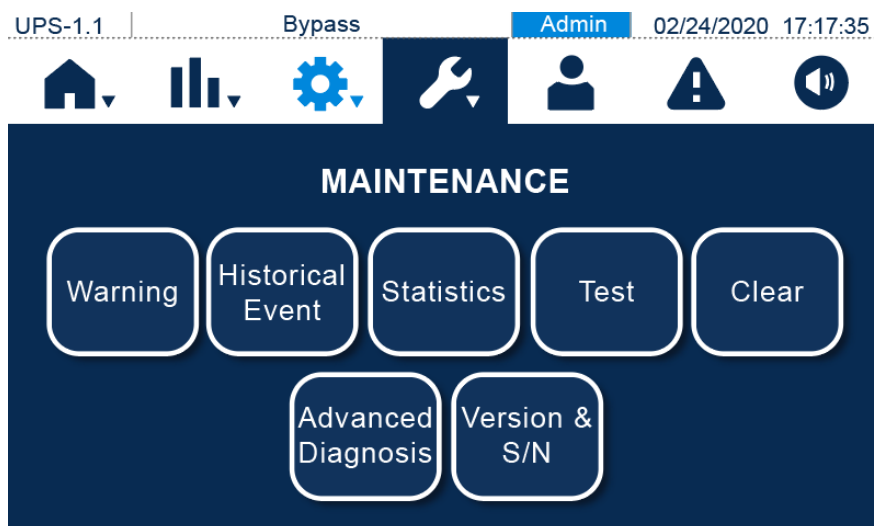 UPS-1.1 Bypass Admin 02/24/2020 17:17:35
MAINTENANCE
Warning
Historical
Event
Statistics
Test
Clear
Advanced
Diagnosis
Version &
S/N